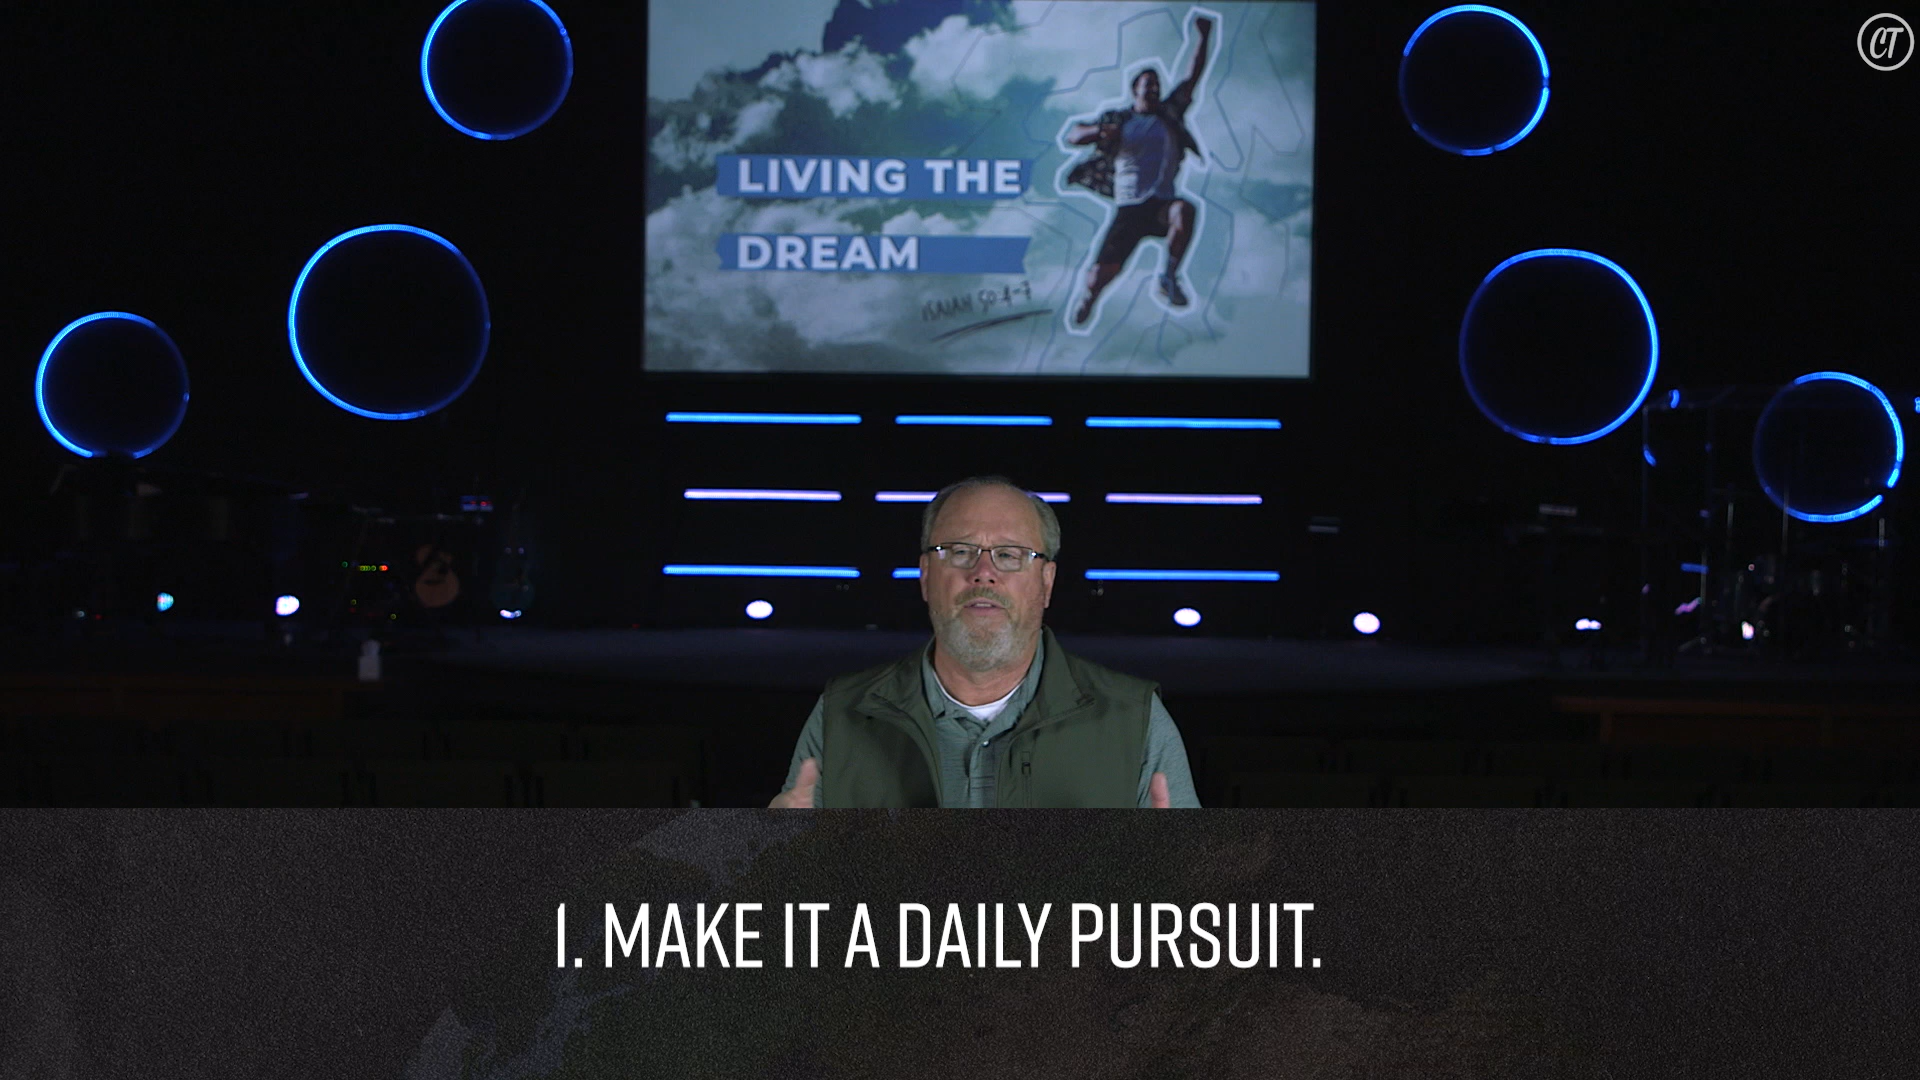 CT
LIVING THE
DREAM
ISAIAH 50:4-7
1. MAKE IT A DAILY PURSUIT.